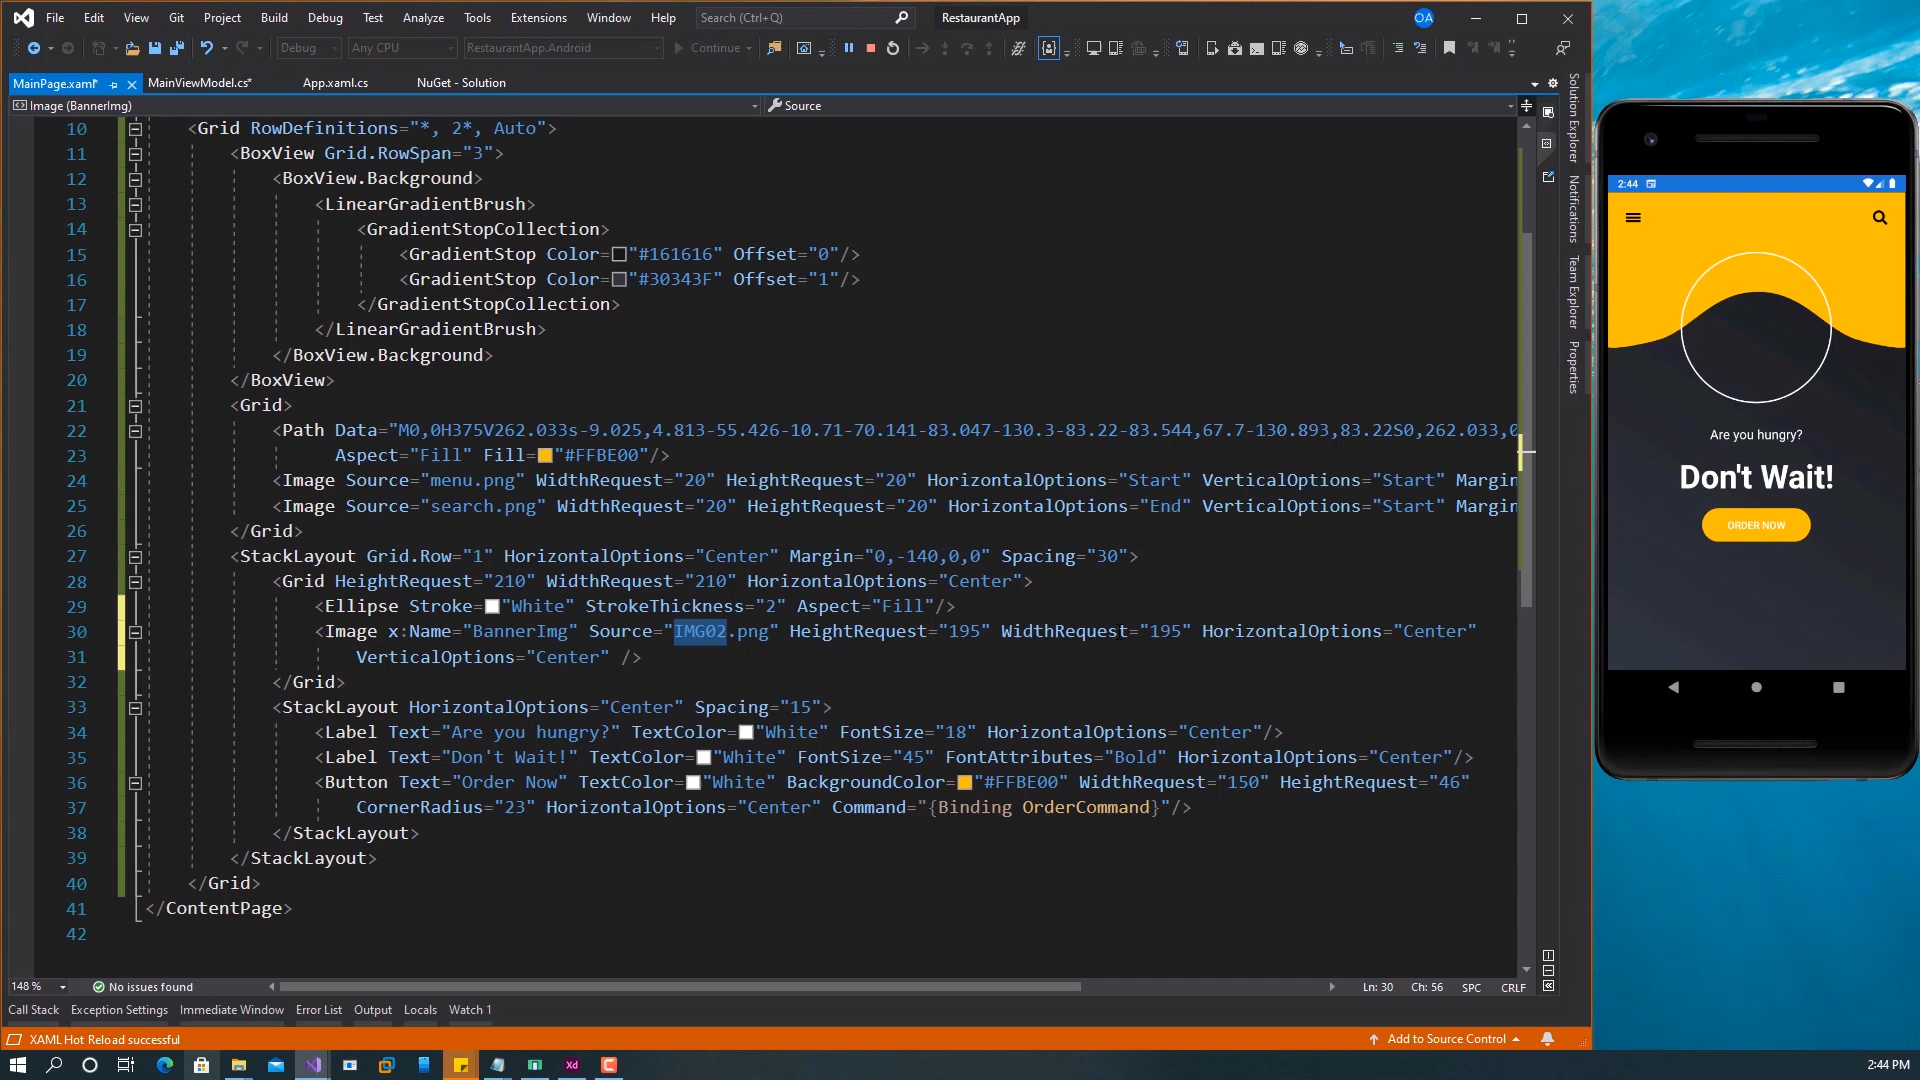 File Edit View Git Project Build Debug Test Analyze Tools Extensions Window Help Search (Ctrl+Q) RestaurantApp OA
Debug Any CPU RestaurantApp.Android Continue
MainPage.xaml* MainViewModel.cs* App.xaml.cs NuGet - Solution
Image (BannerImg) Source
10 <Grid RowDefinitions="*, 2*, Auto">
11 <BoxView Grid.RowSpan="3">
12 <BoxView.Background>
13 <LinearGradientBrush>
14 <GradientStopCollection>
15 <GradientStop Color="#161616" Offset="0"/>
16 <GradientStop Color="#30343F" Offset="1"/>
17 </GradientStopCollection>
18 </LinearGradientBrush>
19 </BoxView.Background>
20 </BoxView>
21 <Grid>
22 <Path Data="M0,0H375V262.033s-9.025,4.813-55.426-10.71-70.141-83.047-130.3-83.22-83.544,67.7-130.893,83.22S0,262.033,0
23 Aspect="Fill" Fill="#FFBE00"/>
24 <Image Source="menu.png" WidthRequest="20" HeightRequest="20" HorizontalOptions="Start" VerticalOptions="Start" Margin
25 <Image Source="search.png" WidthRequest="20" HeightRequest="20" HorizontalOptions="End" VerticalOptions="Start" Margin
26 </Grid>
27 <StackLayout Grid.Row="1" HorizontalOptions="Center" Margin="0,-140,0,0" Spacing="30">
28 <Grid HeightRequest="210" WidthRequest="210" HorizontalOptions="Center">
29 <Ellipse Stroke="White" StrokeThickness="2" Aspect="Fill"/>
30 <Image x:Name="BannerImg" Source="IMG02.png" HeightRequest="195" WidthRequest="195" HorizontalOptions="Center"
31 VerticalOptions="Center" />
32 </Grid>
33 <StackLayout HorizontalOptions="Center" Spacing="15">
34 <Label Text="Are you hungry?" TextColor="White" FontSize="18" HorizontalOptions="Center"/>
35 <Label Text="Don't Wait!" TextColor="White" FontSize="45" FontAttributes="Bold" HorizontalOptions="Center"/>
36 <Button Text="Order Now" TextColor="White" BackgroundColor="#FFBE00" WidthRequest="150" HeightRequest="46"
37 CornerRadius="23" HorizontalOptions="Center" Command="{Binding OrderCommand}"/>
38 </StackLayout>
39 </StackLayout>
40 </Grid>
41 </ContentPage>
42
148 % No issues found Ln: 30 Ch: 56 SPC CRLF
Call Stack Exception Settings Immediate Window Error List Output Locals Watch 1
XAML Hot Reload successful Add to Source Control
Xd
2:44 PM
Solution Explorer
Notifications
Team Explorer
Properties
2:44
Are you hungry?
Don't Wait!
ORDER NOW